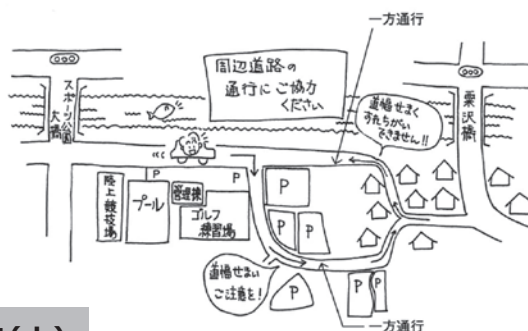 一方通行
周辺道路の
通行にご協力
ください
スポーツ公園
大橋
栗沢橋
道幅せまく
すれちがい
できません!!
P
P
陸上競技場
プール
管理棟
ゴルフ
練習場
P
P
P
道幅せまい
ご注意を!
P
P
P
一方通行